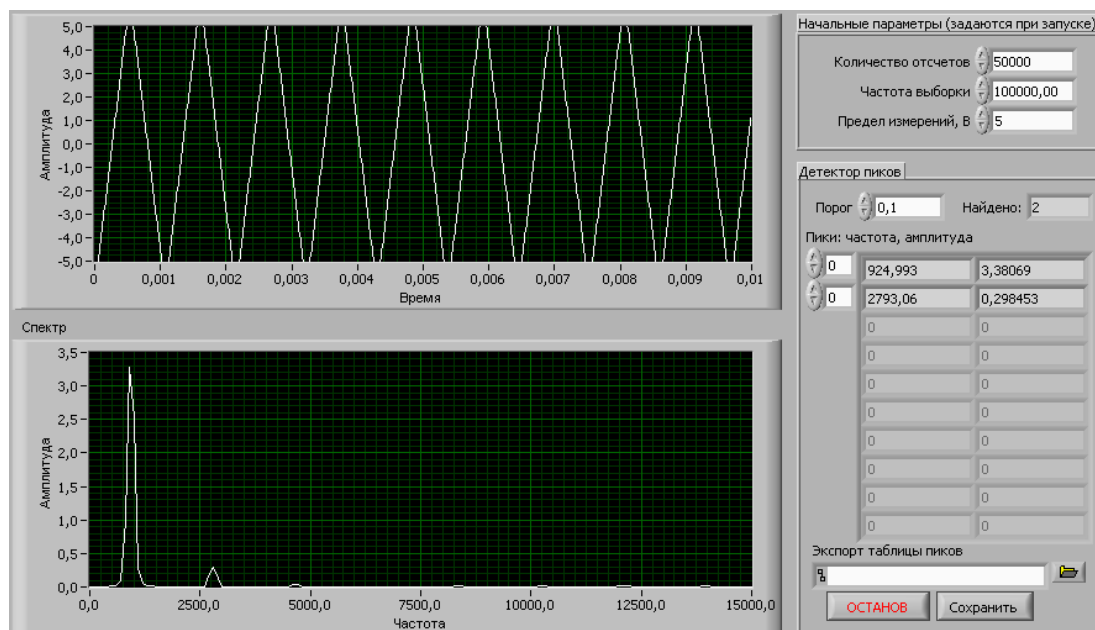 5,0
4,0
3,0
2,0
1,0
0,0
-1,0
-2,0
-3,0
-4,0
-5,0
Амплитуда
0 0,001 0,002 0,003 0,004 0,005 0,006 0,007 0,008 0,009 0,01
Время
Спектр
3,5
3,0
2,5
2,0
1,5
1,0
0,5
0,0
Амплитуда
0,0 2500,0 5000,0 7500,0 10000,0 12500,0 15000,0
Частота
Начальные параметры (задаются при запуске)
Количество отсчетов 50000
Частота выборки 100000,00
Предел измерений, В 5
Детектор пиков
Порог 0,1 Найдено: 2
Пики: частота, амплитуда
0 924,993 3,38069
0 2793,06 0,298453
0 0
0 0
0 0
0 0
0 0
0 0
0 0
0 0
Экспорт таблицы пиков
ОСТАНОВ Сохранить